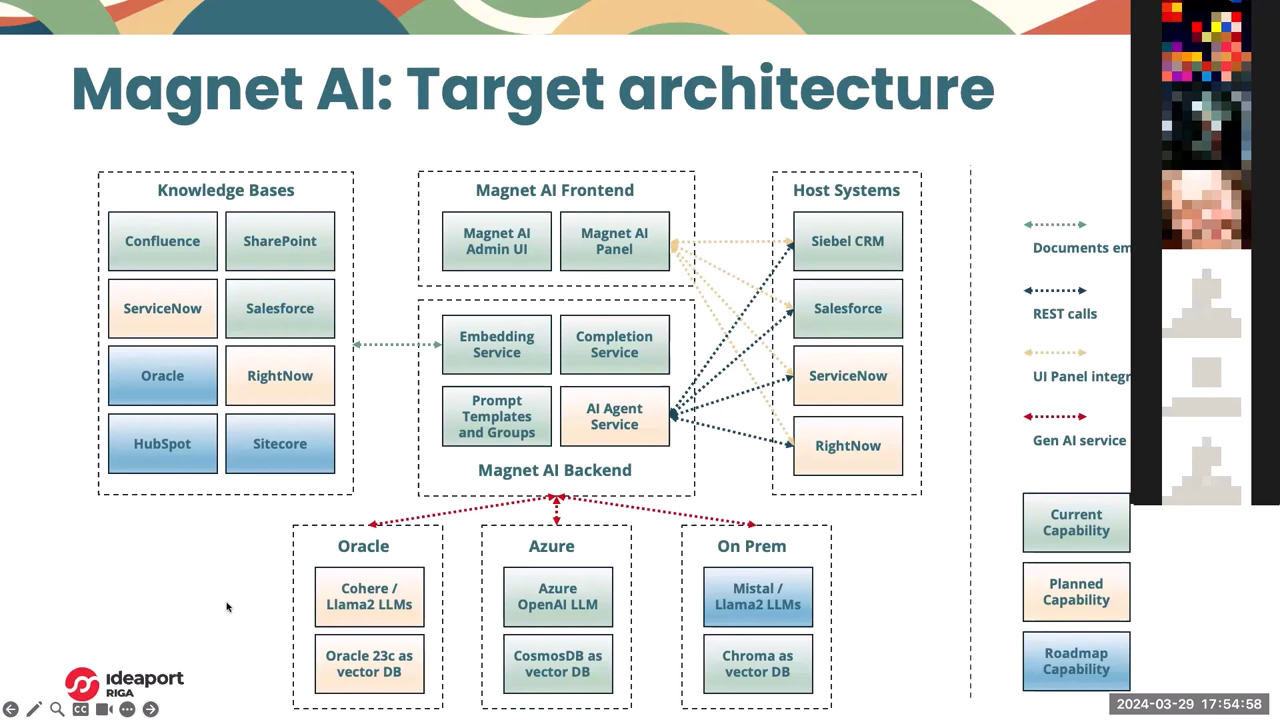 Magnet AI: Target architecture
Knowledge Bases
Confluence
SharePoint
ServiceNow
Salesforce
Oracle
RightNow
HubSpot
Sitecore
Magnet AI Frontend
Magnet AI
Admin UI
Magnet AI
Panel
Embedding
Service
Completion
Service
Prompt
Templates
and Groups
AI Agent
Service
Magnet AI Backend
Host Systems
Siebel CRM
Salesforce
ServiceNow
RightNow
Oracle
Cohere /
Llama2 LLMs
Oracle 23c as
vector DB
Azure
Azure
OpenAI LLM
CosmosDB as
vector DB
On Prem
Mistal /
Llama2 LLMs
Chroma as
vector DB
Documents em
REST calls
UI Panel integr
Gen AI service
Current
Capability
Planned
Capability
Roadmap
Capability
ideaport
RIGA
CC
2024-03-29 17:54:58